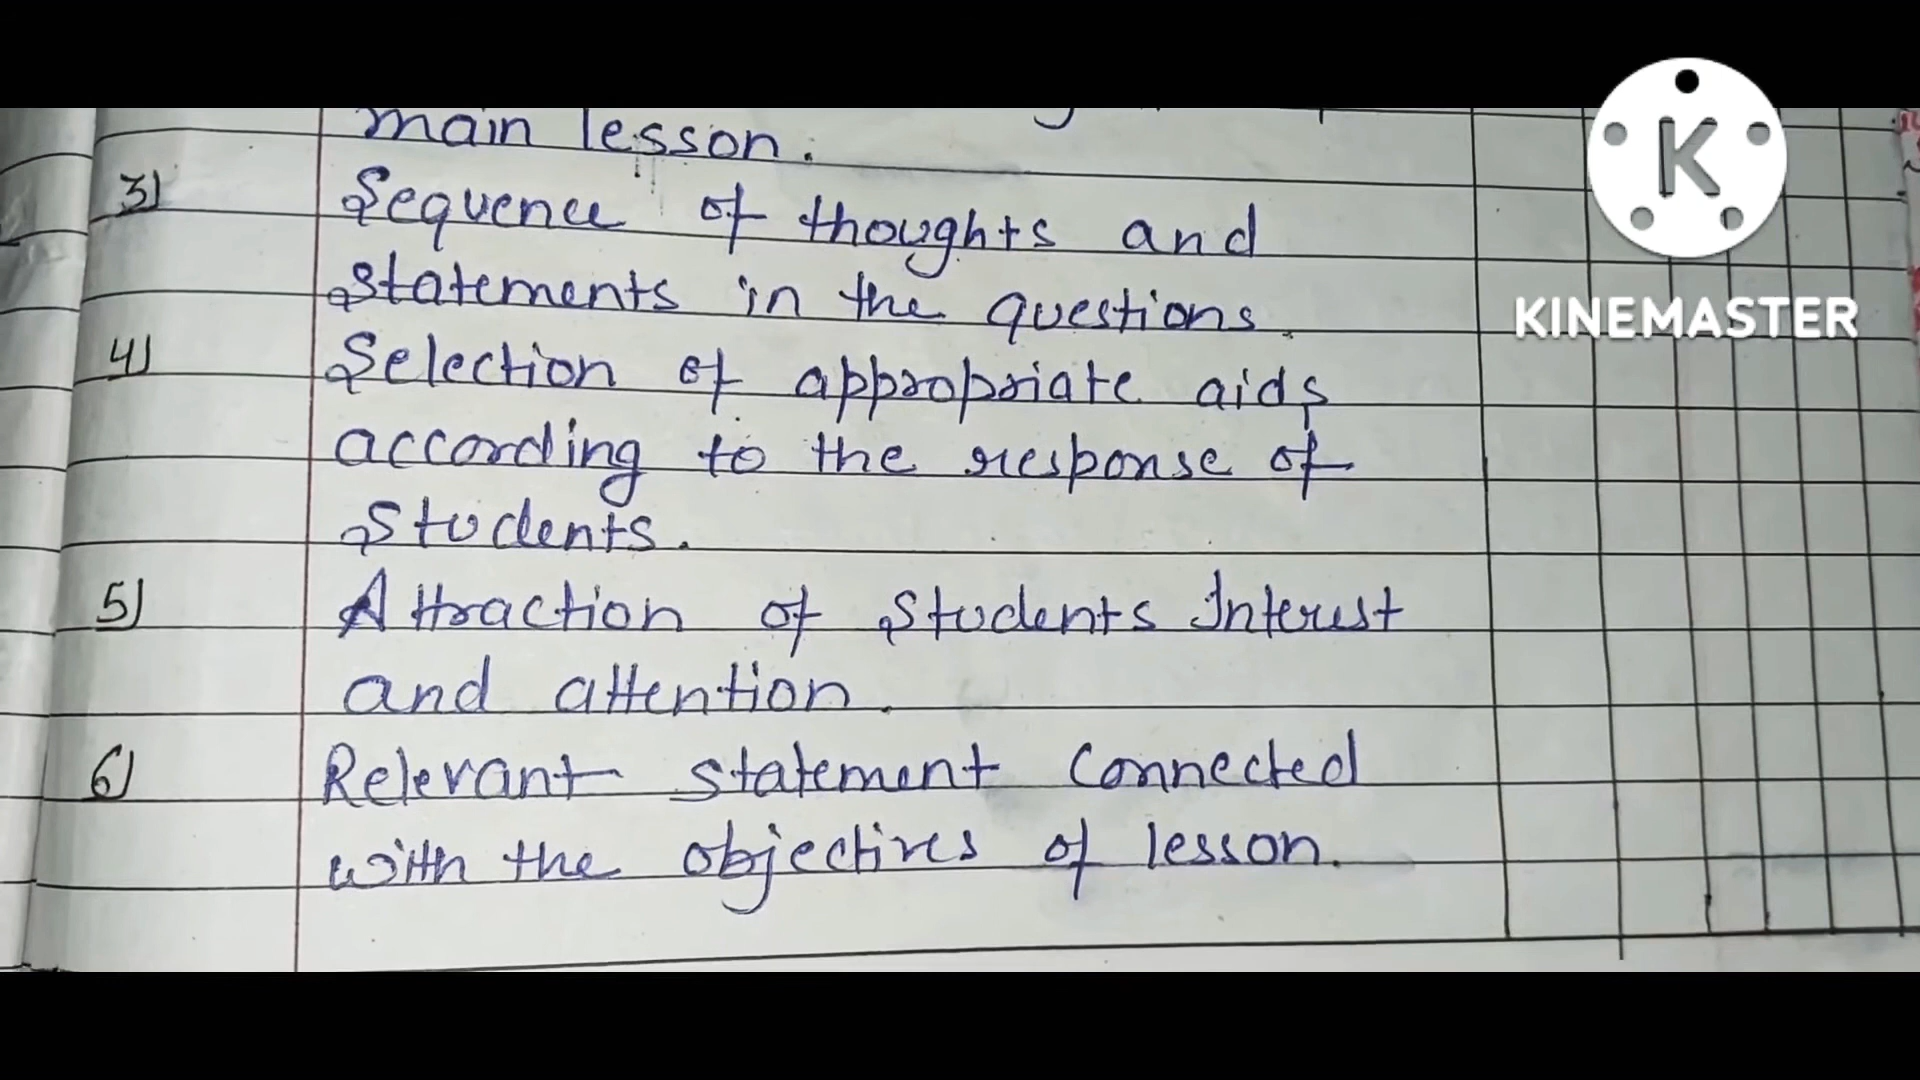 main lesson.
3) Sequence of thoughts and
statements in the questions.
4) Selection of appropriate aids
according to the response of
Students.
5) Attraction of Students Interest
and attention.
6) Relevant statement Connected
with the objectives of lesson.
K
KINEMASTER